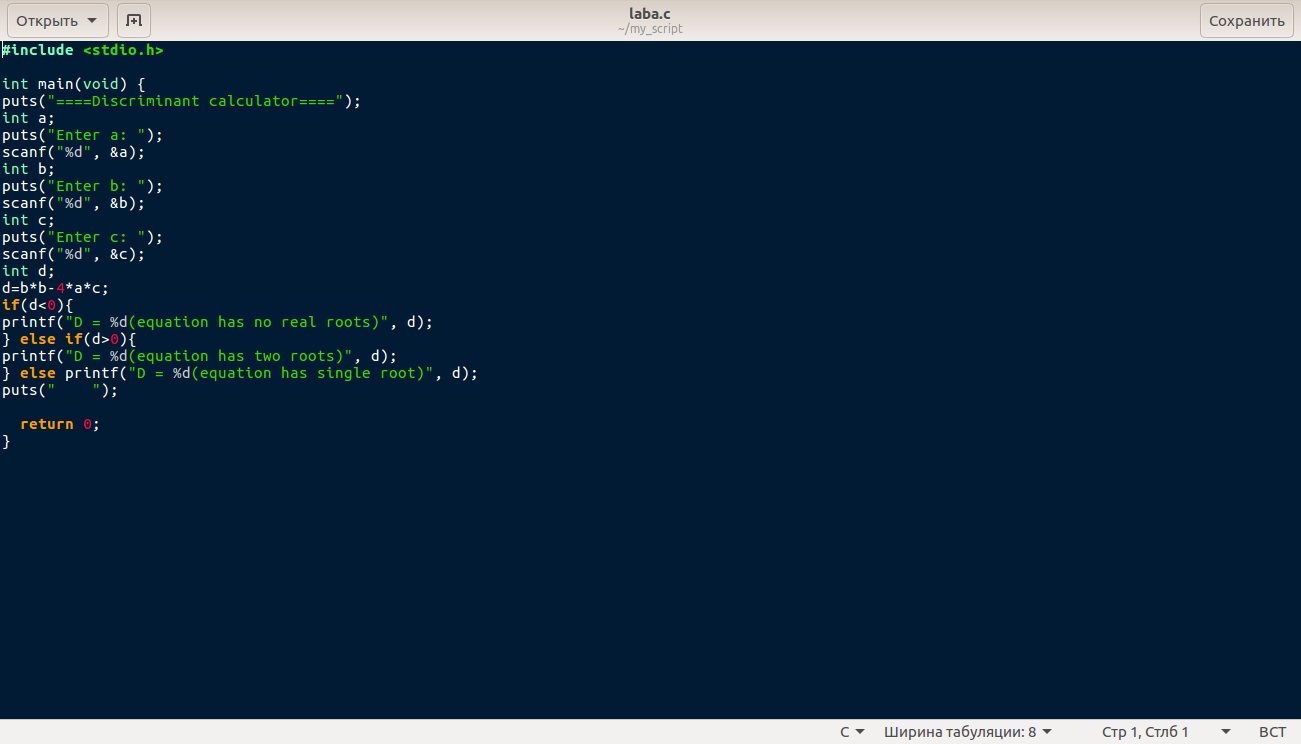 Открыть
laba.c
~/my_script
Сохранить
#include <stdio.h>
int main(void) {
puts("====Discriminant calculator====");
int a;
puts("Enter a: ");
scanf("%d", &a);
int b;
puts("Enter b: ");
scanf("%d", &b);
int c;
puts("Enter c: ");
scanf("%d", &c);
int d;
d=b*b-4*a*c;
if(d<0){
printf("D = %d(equation has no real roots)", d);
} else if(d>0){
printf("D = %d(equation has two roots)", d);
} else printf("D = %d(equation has single root)", d);
puts("    ");
  return 0;
}
C
Ширина табуляции: 8
Стр 1, Стлб 1
ВСТ